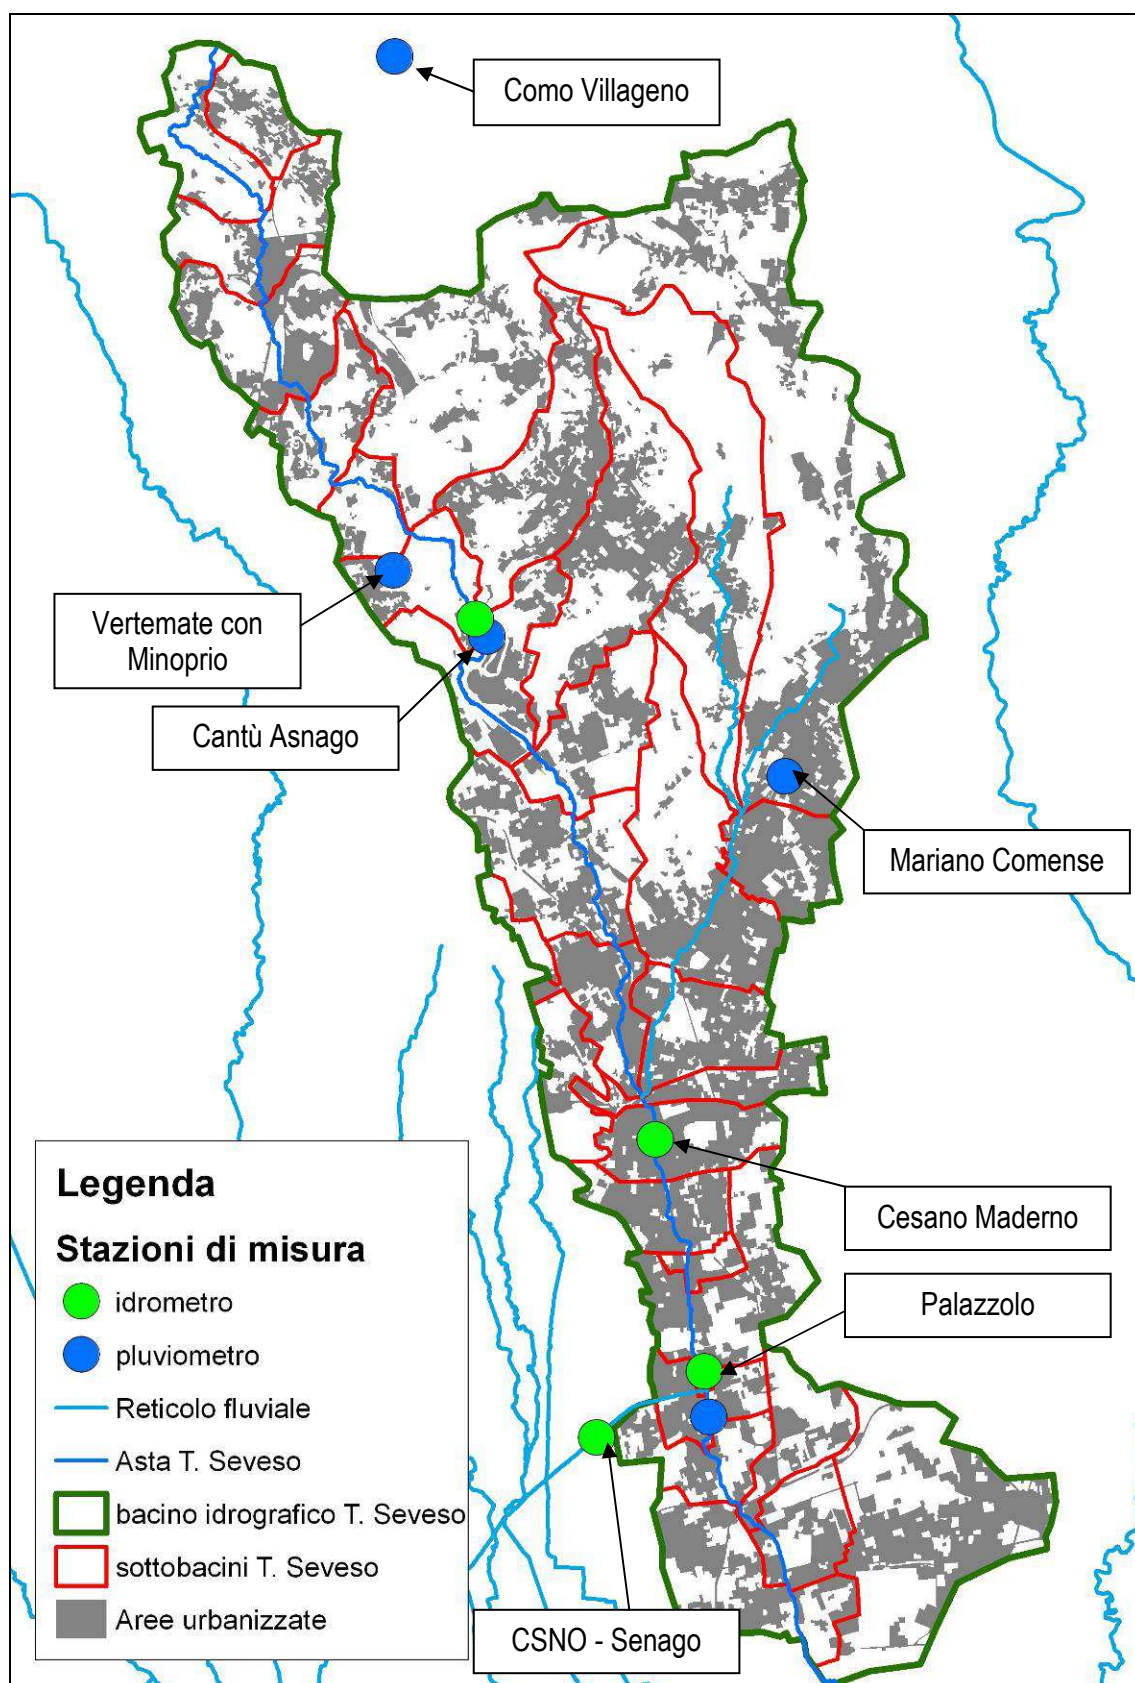 Como Villageno
Vertemate con
Minoprio
Cantù Asnago
Mariano Comense
Cesano Maderno
Palazzolo
CSNO - Senago
Legenda
Stazioni di misura
idrometro
pluviometro
Reticolo fluviale
Asta T. Seveso
bacino idrografico T. Seveso
sottobacini T. Seveso
Aree urbanizzate